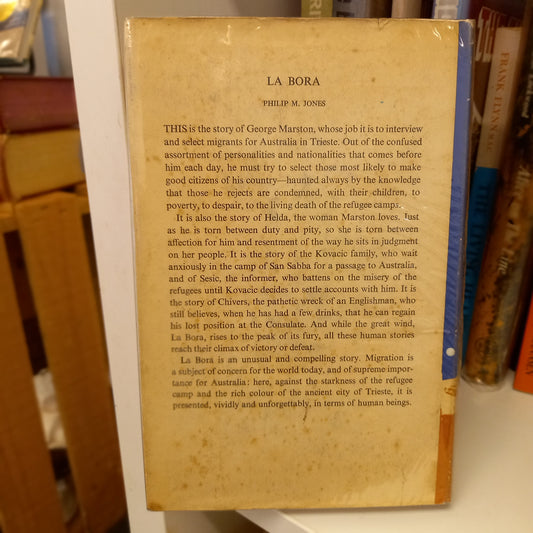 LA BORA
PHILIP M. JONES
THIS is the story of George Marston, whose job it is to interview
and select migrants for Australia in Trieste. Out of the confused
assortment of personalities and nationalities that comes before
him each day, he must try to select those most likely to make
good citizens of his country—haunted always by the knowledge
that those he rejects are condemned, with their children, to
poverty, to despair, to the living death of the refugee camps.
It is also the story of Helda, the woman Marston loves. Just
as he is torn between duty and pity, so she is torn between
affection for him and resentment of the way he sits in judgment
on her people. It is the story of the Kovacic family, who wait
anxiously in the camp of San Sabba for a passage to Australia,
and of Sesic, the informer, who battens on the misery of the
refugees until Kovacic decides to settle accounts with him. It is
the story of Chivers, the pathetic wreck of an Englishman, who
still believes, when he has had a few drinks, that he can regain
his lost position at the Consulate. And while the great wind,
La Bora, rises to the peak of its fury, all these human stories
reach their climax of victory or defeat.
La Bora is an unusual and compelling story. Migration is
a subject of concern for the world today, and of supreme impor-
tance for Australia: here, against the starkness of the refugee
camp and the rich colour of the ancient city of Trieste, it is
presented, vividly and unforgettably, in terms of human beings.
FRANK FLYNN